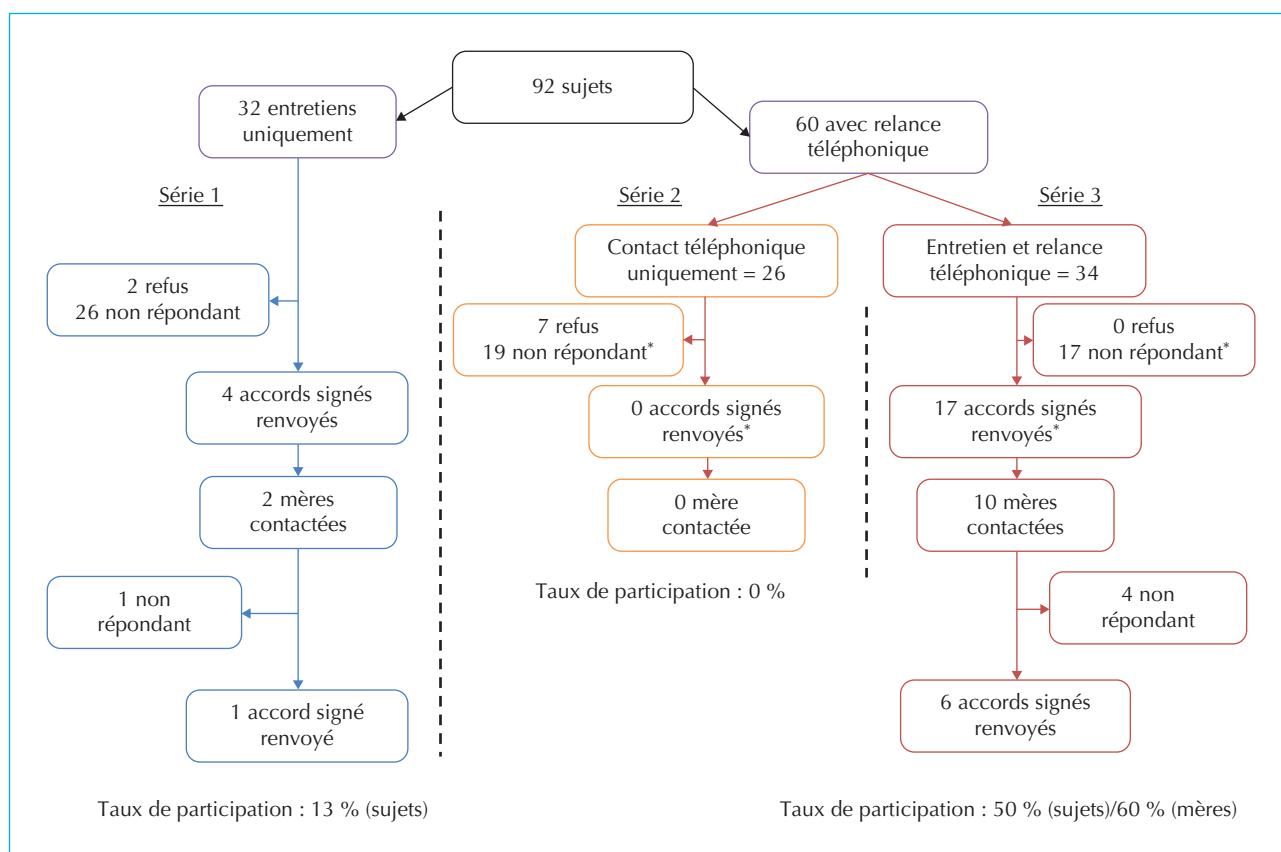 92 sujets
32 entretiens
uniquement
60 avec relance
téléphonique
Série 1
2 refus
26 non répondant
4 accords signés
renvoyés
2 mères
contactées
1 non
répondant
1 accord signé
renvoyé
Taux de participation : 13 % (sujets)
Série 2
Contact téléphonique
uniquement = 26
7 refus
19 non répondant*
0 accords signés
renvoyés*
0 mère
contactée
Taux de participation : 0 %
Série 3
Entretien et relance
téléphonique = 34
0 refus
17 non répondant*
17 accords signés
renvoyés*
10 mères
contactées
4 non
répondant
6 accords signés
renvoyés
Taux de participation : 50 % (sujets)/60 % (mères)